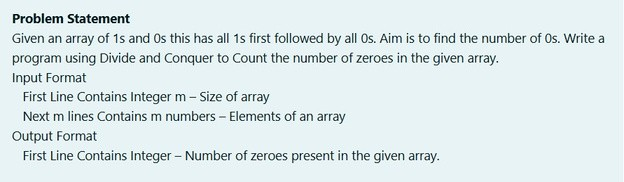 Problem Statement
Given an array of 1s and 0s this has all 1s first followed by all 0s. Aim is to find the number of 0s. Write a
program using Divide and Conquer to Count the number of zeroes in the given array.
Input Format
First Line Contains Integer m – Size of array
Next m lines Contains m numbers – Elements of an array
Output Format
First Line Contains Integer – Number of zeroes present in the given array.